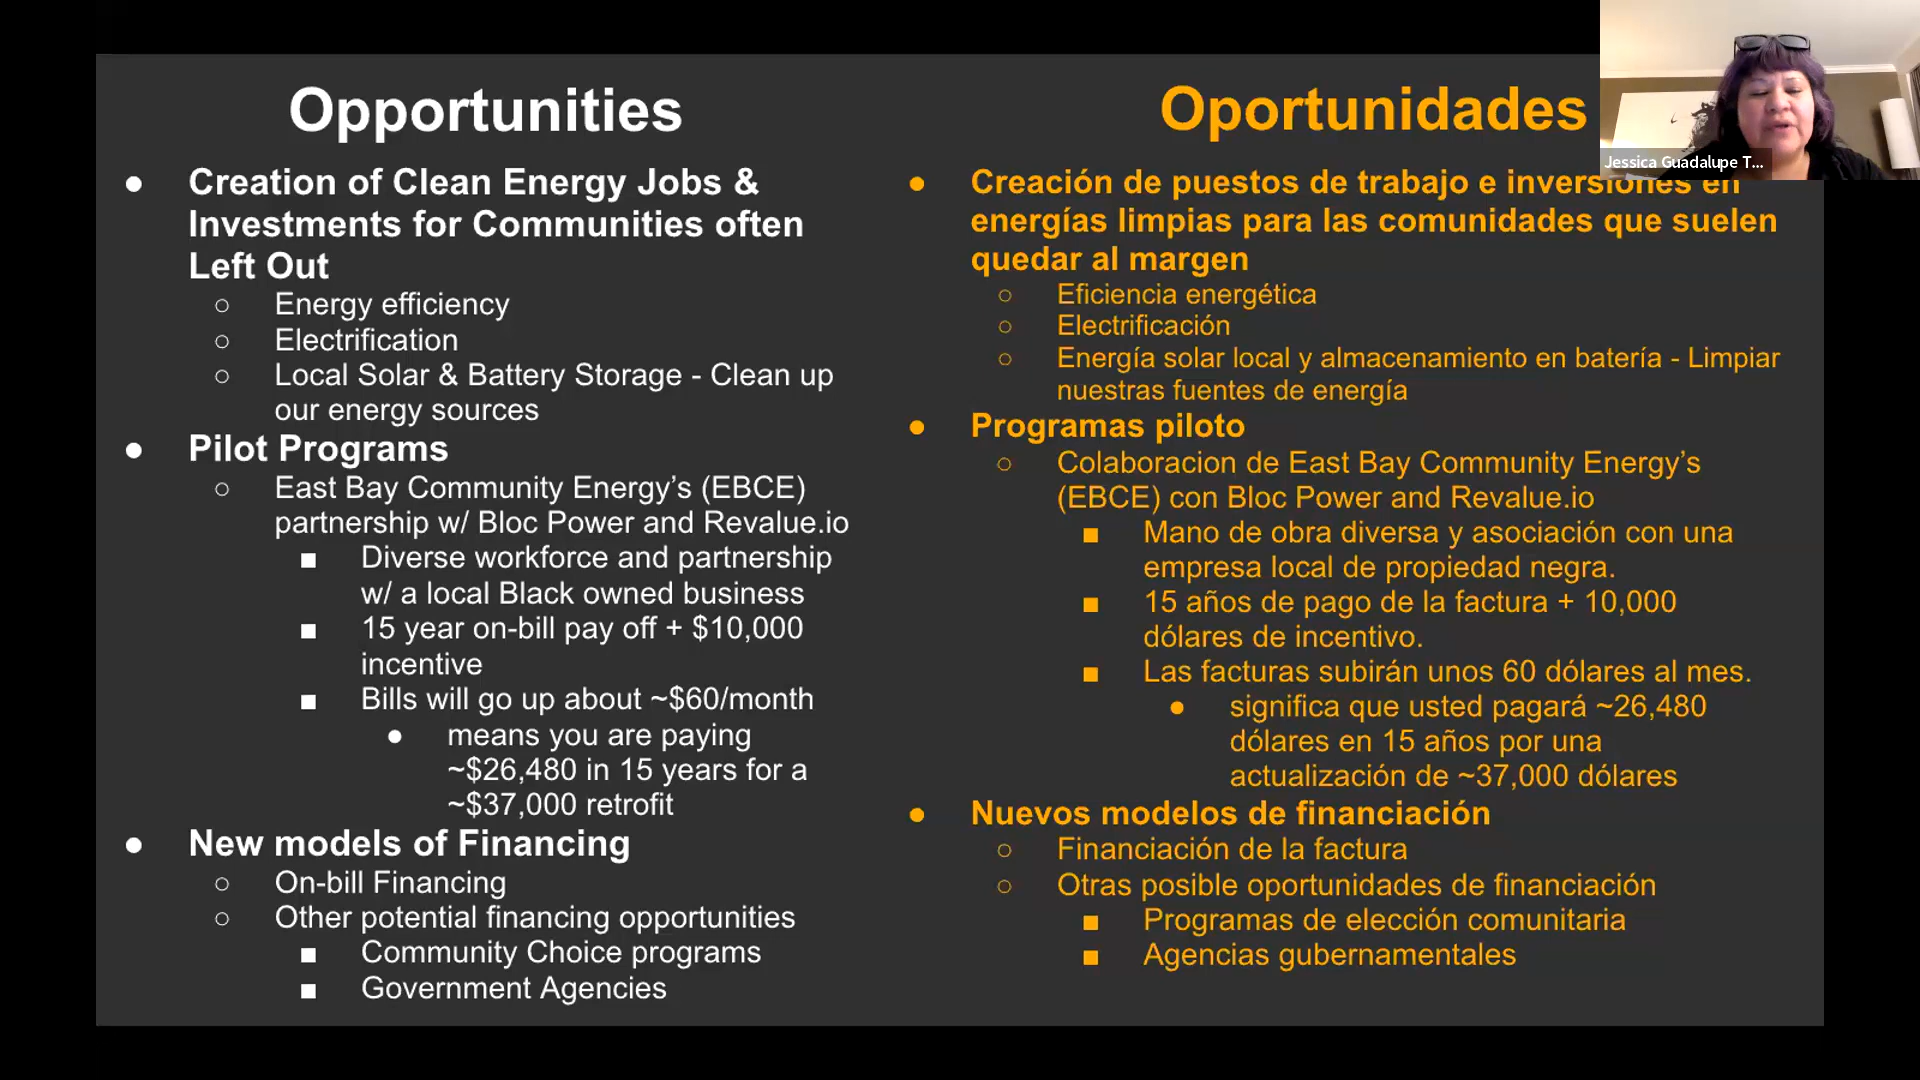 Opportunities
● Creation of Clean Energy Jobs &
Investments for Communities often
Left Out
○ Energy efficiency
○ Electrification
○ Local Solar & Battery Storage - Clean up
our energy sources
● Pilot Programs
○ East Bay Community Energy’s (EBCE)
partnership w/ Bloc Power and Revalue.io
■ Diverse workforce and partnership
w/ a local Black owned business
■ 15 year on-bill pay off + $10,000
incentive
■ Bills will go up about ~$60/month
● means you are paying
~$26,480 in 15 years for a
~$37,000 retrofit
● New models of Financing
○ On-bill Financing
○ Other potential financing opportunities
■ Community Choice programs
■ Government Agencies
Oportunidades
● Creación de puestos de trabajo e inversiones en
energías limpias para las comunidades que suelen
quedar al margen
○ Eficiencia energética
○ Electrificación
○ Energía solar local y almacenamiento en batería - Limpiar
nuestras fuentes de energía
● Programas piloto
○ Colaboracion de East Bay Community Energy’s
(EBCE) con Bloc Power and Revalue.io
■ Mano de obra diversa y asociación con una
empresa local de propiedad negra.
■ 15 años de pago de la factura + 10,000
dólares de incentivo.
■ Las facturas subirán unos 60 dólares al mes.
● significa que usted pagará ~26,480
dólares en 15 años por una
actualización de ~37,000 dólares
● Nuevos modelos de financiación
○ Financiación de la factura
○ Otras posible oportunidades de financiación
■ Programas de elección comunitaria
■ Agencias gubernamentales
Jessica Guadalupe T...